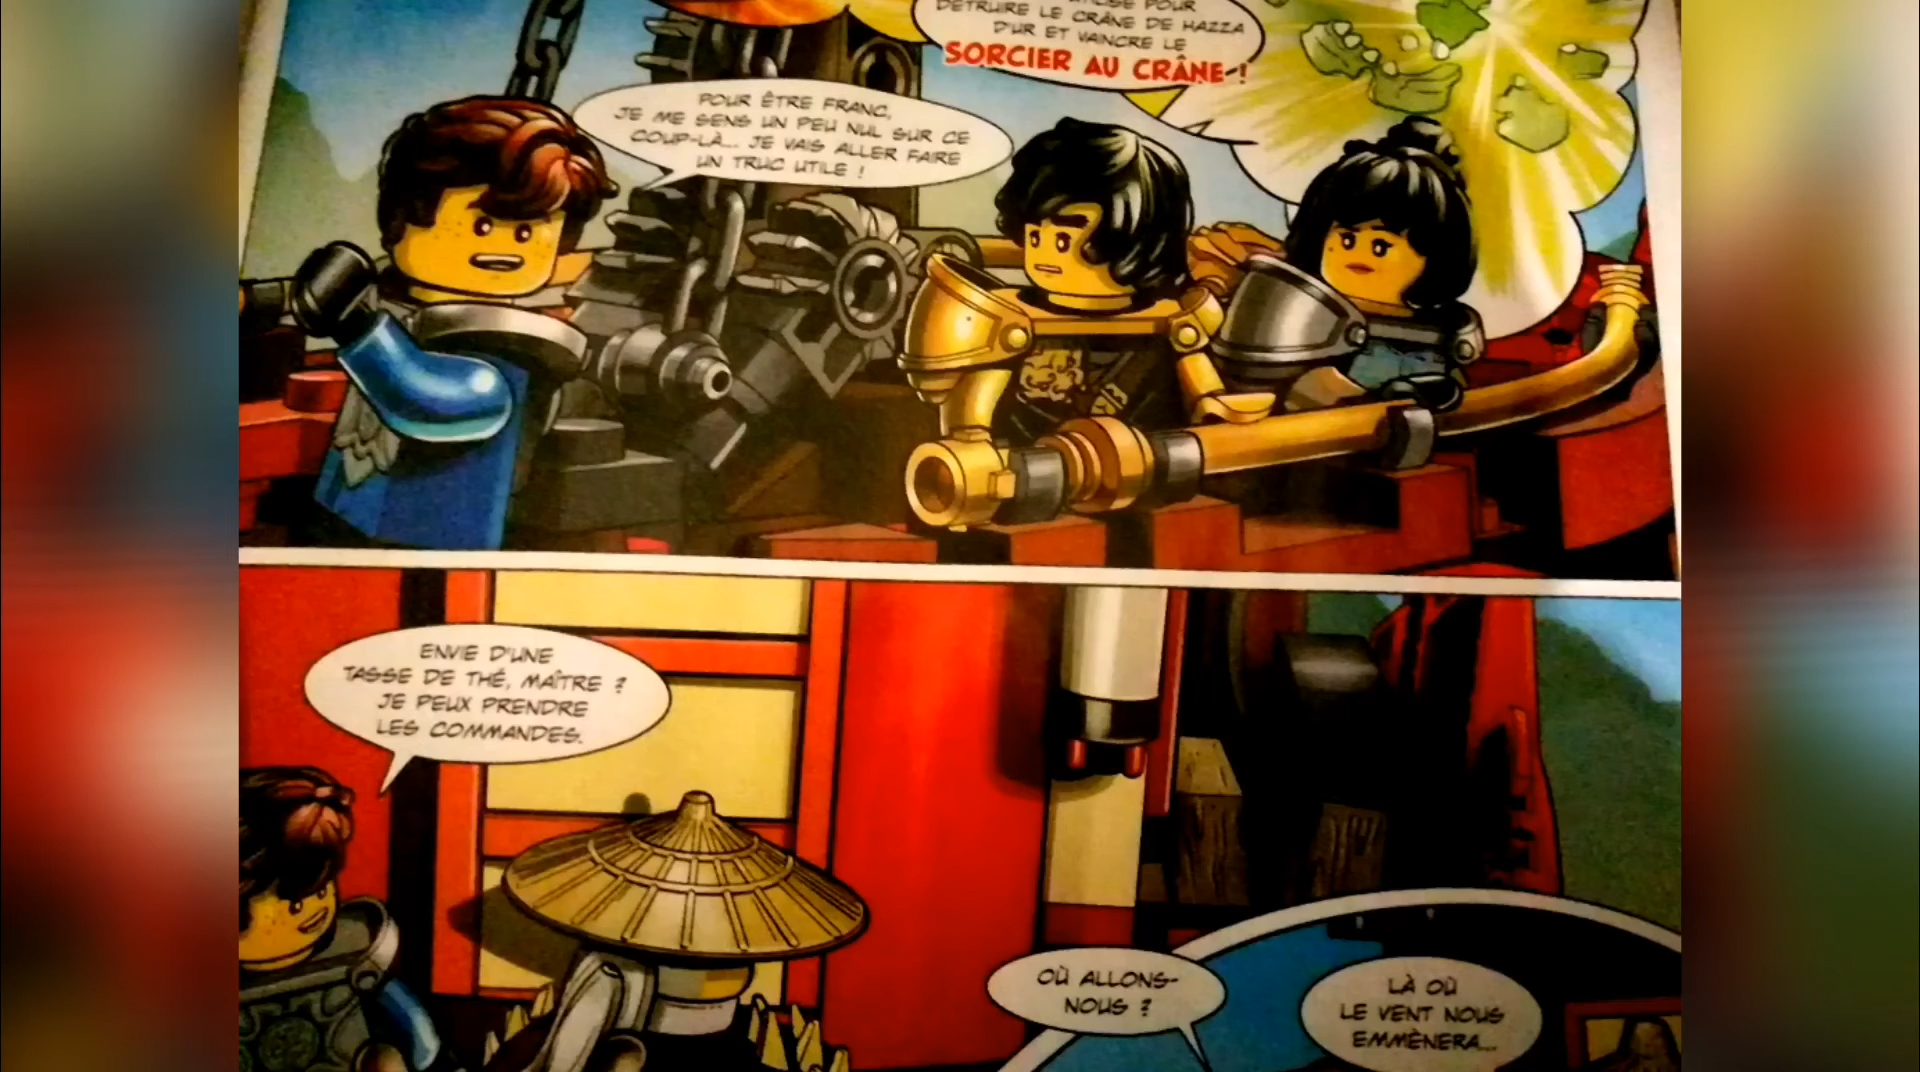 UTILISÉ POUR
DÉTRUIRE LE CRÂNE DE HAZZA
D'UR ET VAINCRE LE
SORCIER AU CRÂNE !
POUR ÊTRE FRANC,
JE ME SENS UN PEU NUL SUR CE
COUP-LÀ... JE VAIS ALLER FAIRE
UN TRUC UTILE !
ENVIE D'UNE
TASSE DE THÉ, MAÎTRE ?
JE PEUX PRENDRE
LES COMMANDES.
OÙ ALLONS-
NOUS ?
LÀ OÙ
LE VENT NOUS
EMMÈNERA...